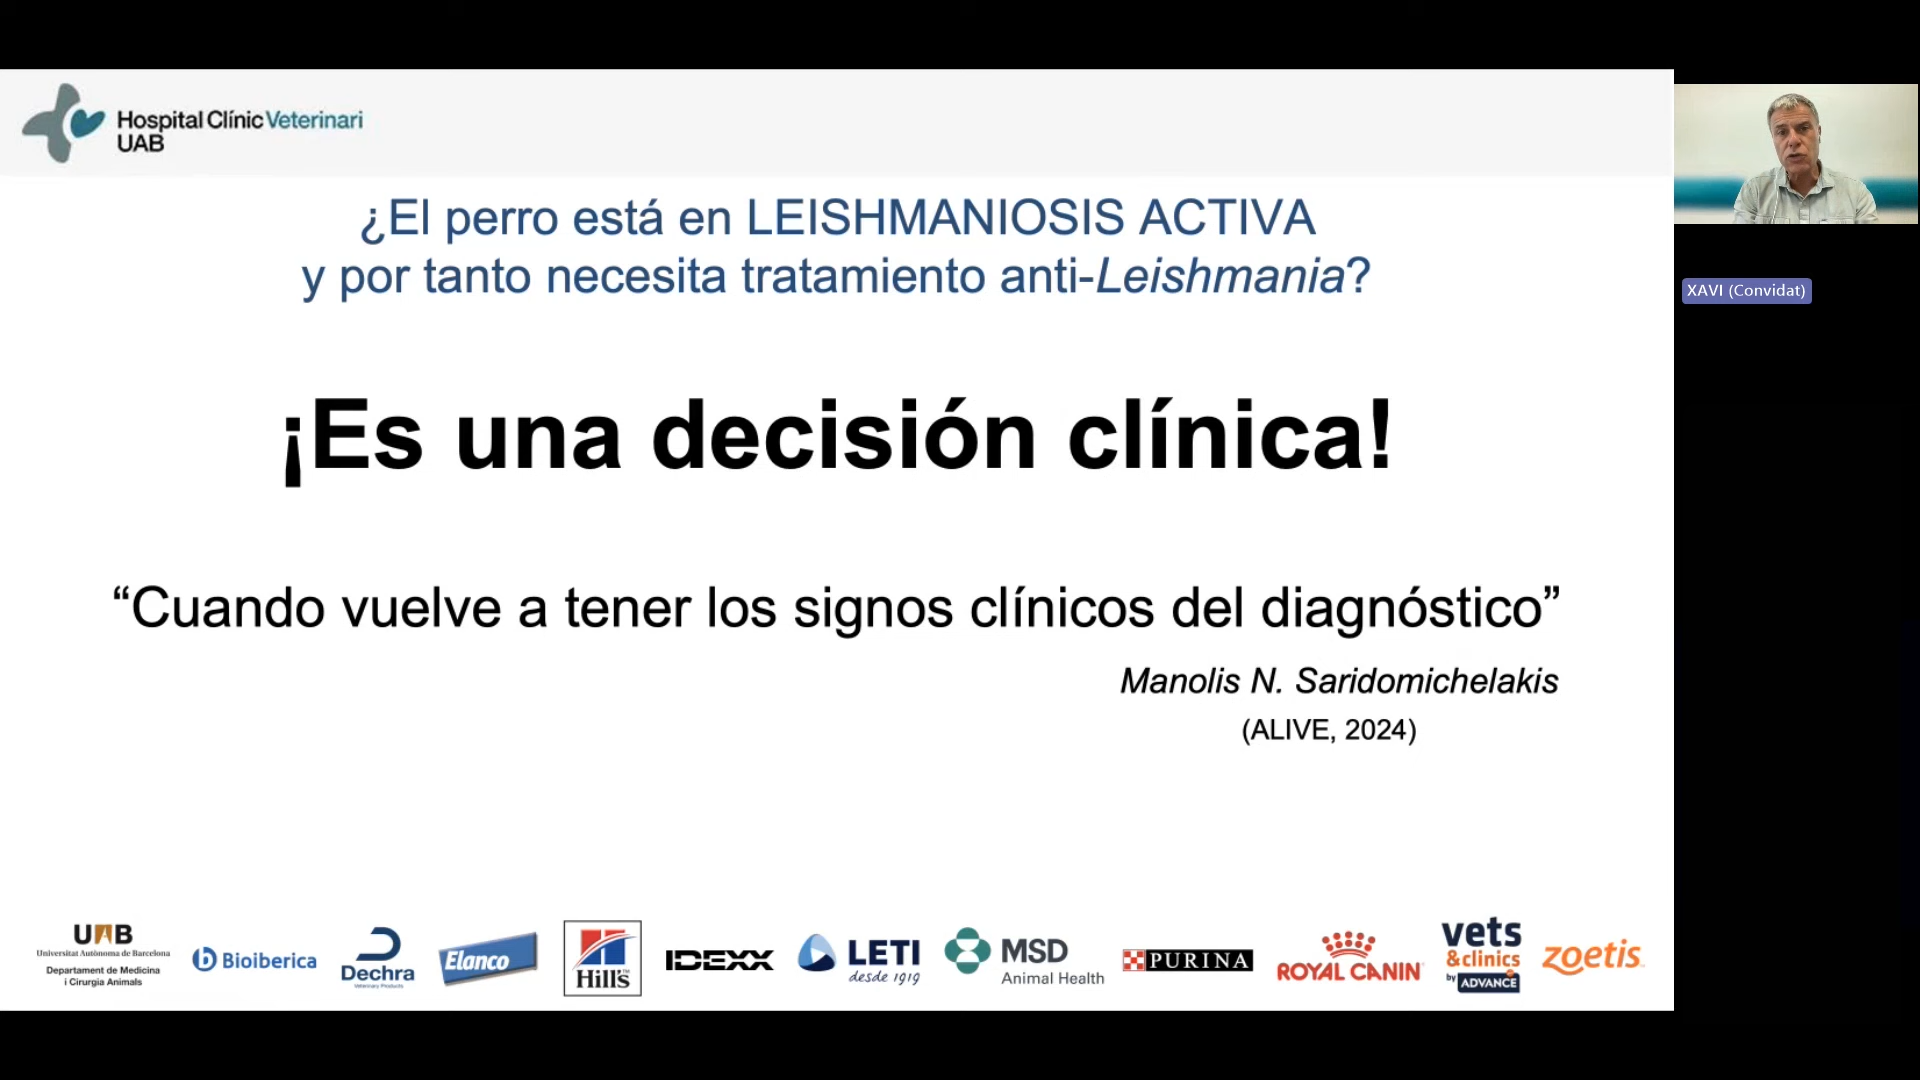 Hospital Clínic Veterinari
UAB
¿El perro está en LEISHMANIOSIS ACTIVA
y por tanto necesita tratamiento anti-Leishmania?
¡Es una decisión clínica!
“Cuando vuelve a tener los signos clínicos del diagnóstico”
Manolis N. Saridomichelakis
(ALIVE, 2024)
XAVI (Convidat)
UAB
Universitat Autònoma de Barcelona
Departament de Medicina
i Cirurgia Animals
Bioiberica
Dechra
Veterinary Products
Elanco
Hill's
IDEXX
LETI
desde 1919
MSD
Animal Health
PURINA
ROYAL CANIN
vets
&clinics
by ADVANCE
zoetis